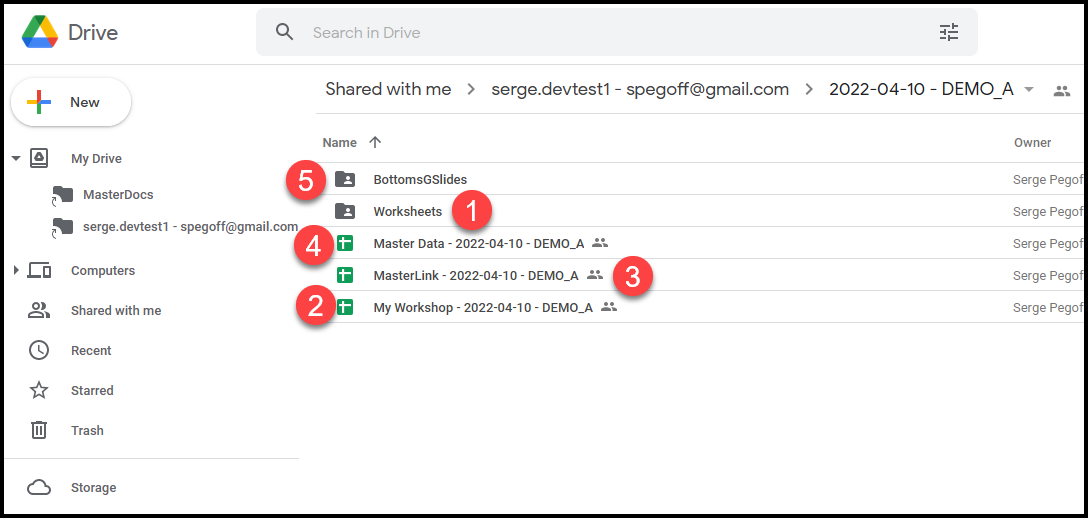 Drive
Search in Drive
New
Shared with me > serge.devtest1 - spegoff@gmail.com > 2022-04-10 - DEMO_A
Name Owner
My Drive
MasterDocs
serge.devtest1 - spegoff@gmail.com
Computers
Shared with me
Recent
Starred
Trash
Storage
5 BottomsGSlides Serge Pegof
Worksheets 1 Serge Pegof
4 Master Data - 2022-04-10 - DEMO_A Serge Pegof
MasterLink - 2022-04-10 - DEMO_A 3 Serge Pegof
2 My Workshop - 2022-04-10 - DEMO_A Serge Pegof